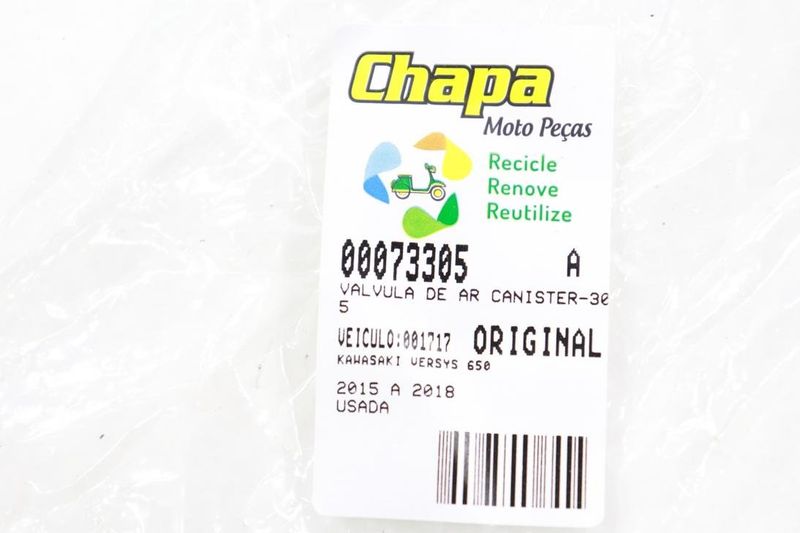 Chapa
Moto Peças
Recicle
Renove
Reutilize
00073305 A
VALVULA DE AR CANISTER-30
5
VEICULO:001717 ORIGINAL
KAWASAKI VERSYS 650
2015 A 2018
USADA